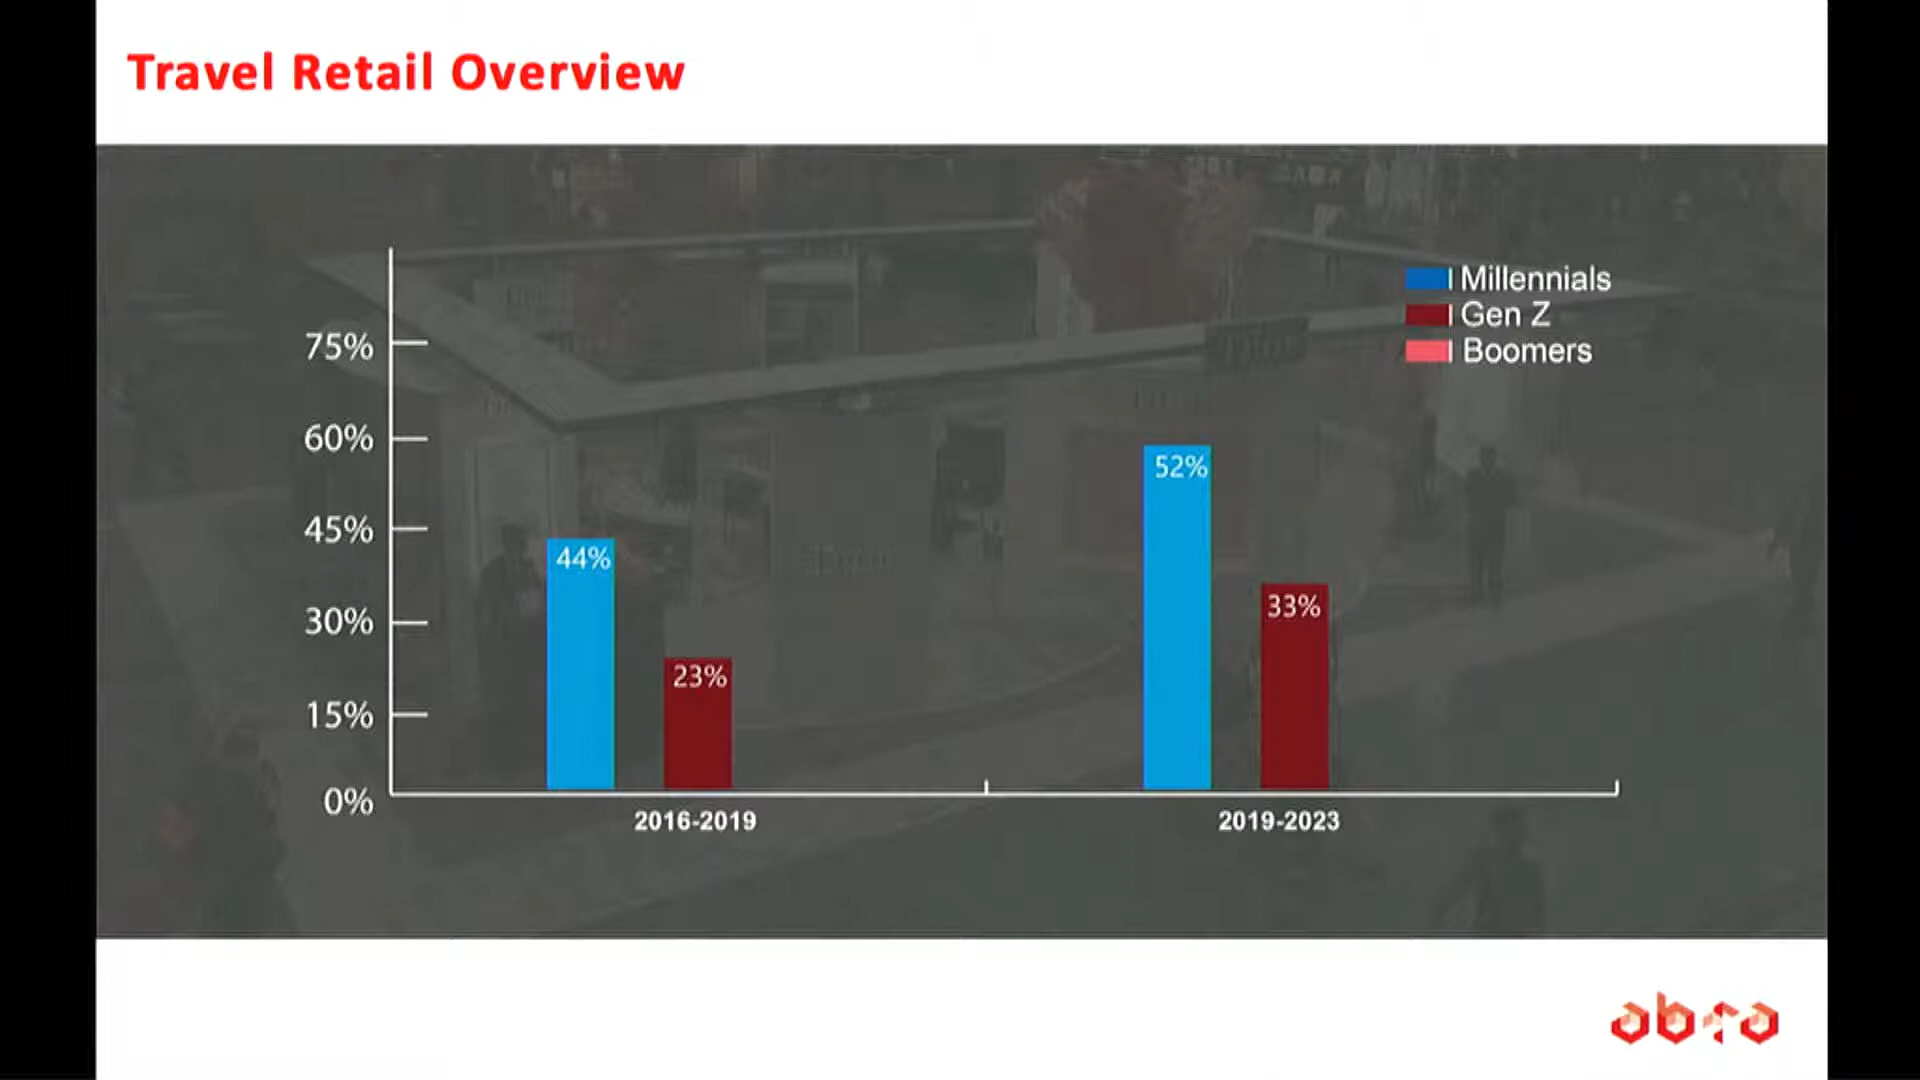 Travel Retail Overview
Millennials
Gen Z
Boomers
75%
60%
45%
30%
15%
0%
44%
23%
52%
33%
2016-2019
2019-2023
abra